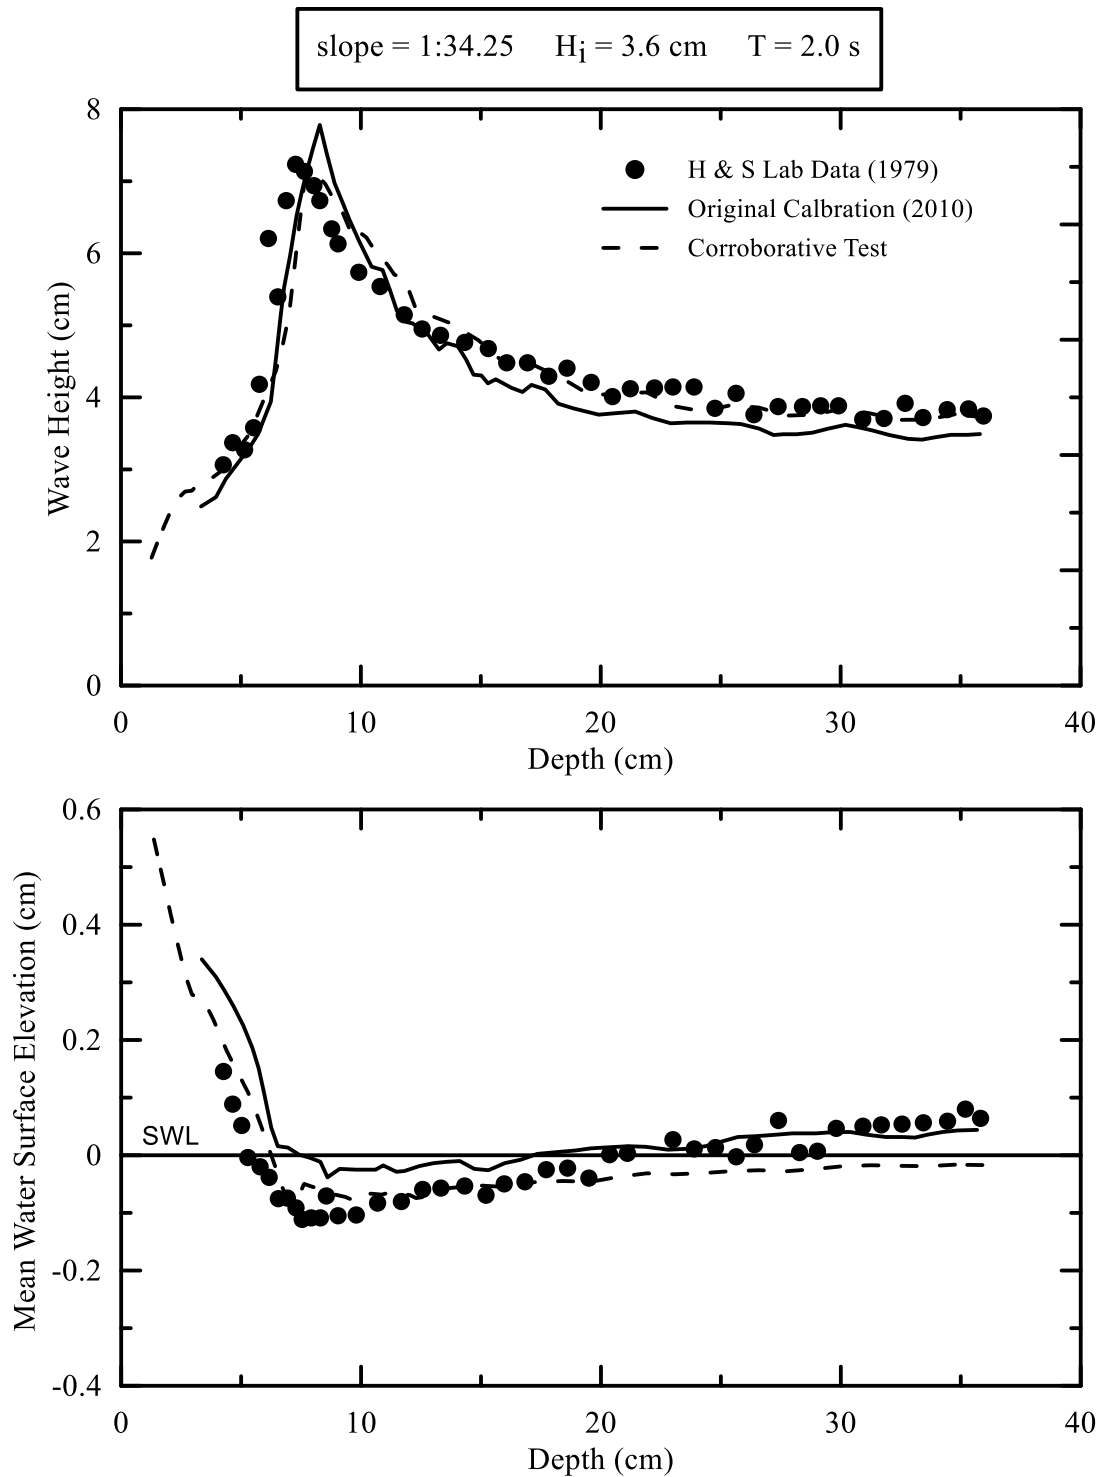 slope = 1:34.25 Hi = 3.6 cm T = 2.0 s
8
6
4
2
0
Wave Height (cm)
H & S Lab Data (1979)
Original Calbration (2010)
Corroborative Test
0 10 20 30 40
Depth (cm)
0.6
0.4
0.2
0
-0.2
-0.4
Mean Water Surface Elevation (cm)
SWL
0 10 20 30 40
Depth (cm)